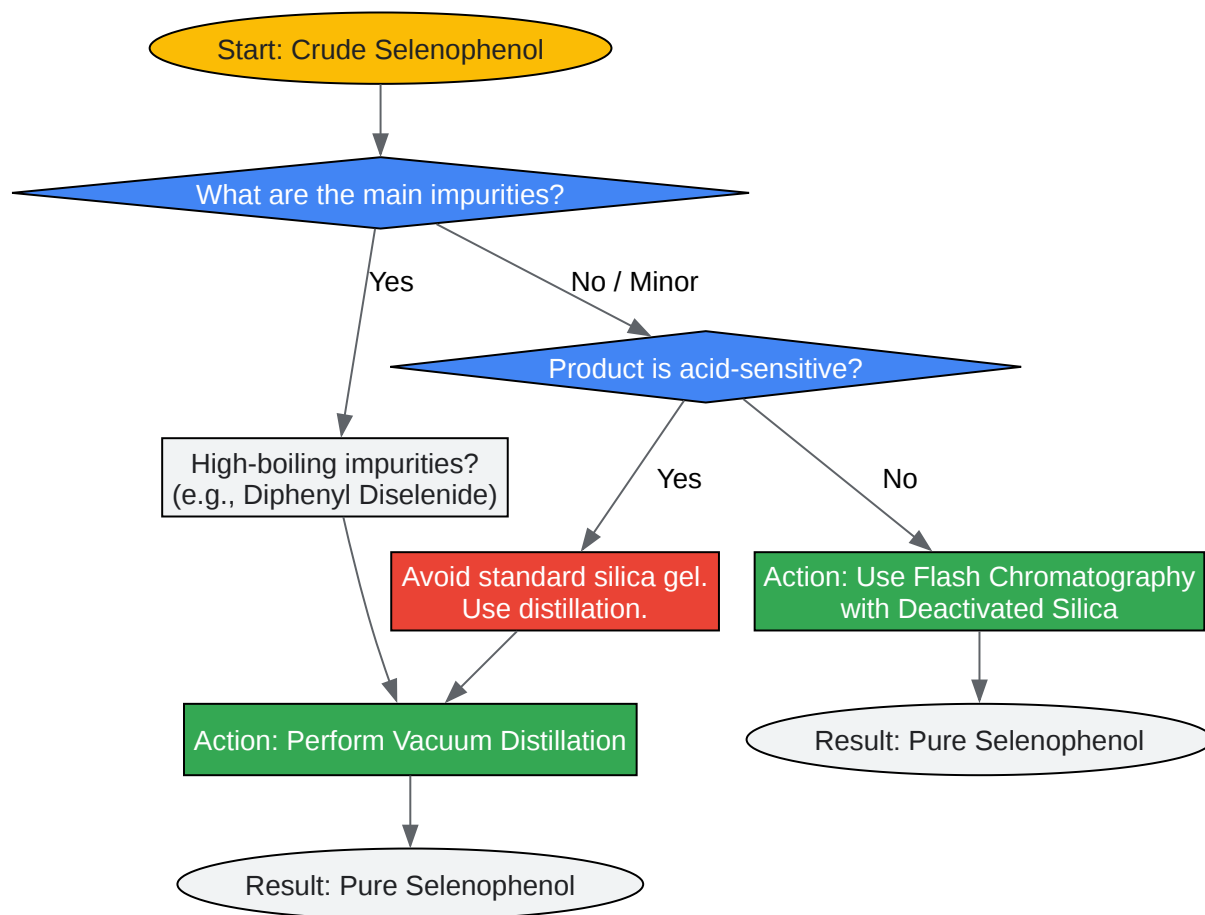 Start: Crude Selenophenol
What are the main impurities?
Yes
No / Minor
Product is acid-sensitive?
High-boiling impurities?
(e.g., Diphenyl Diselenide)
Yes
No
Avoid standard silica gel.
Use distillation.
Action: Use Flash Chromatography
with Deactivated Silica
Action: Perform Vacuum Distillation
Result: Pure Selenophenol
Result: Pure Selenophenol